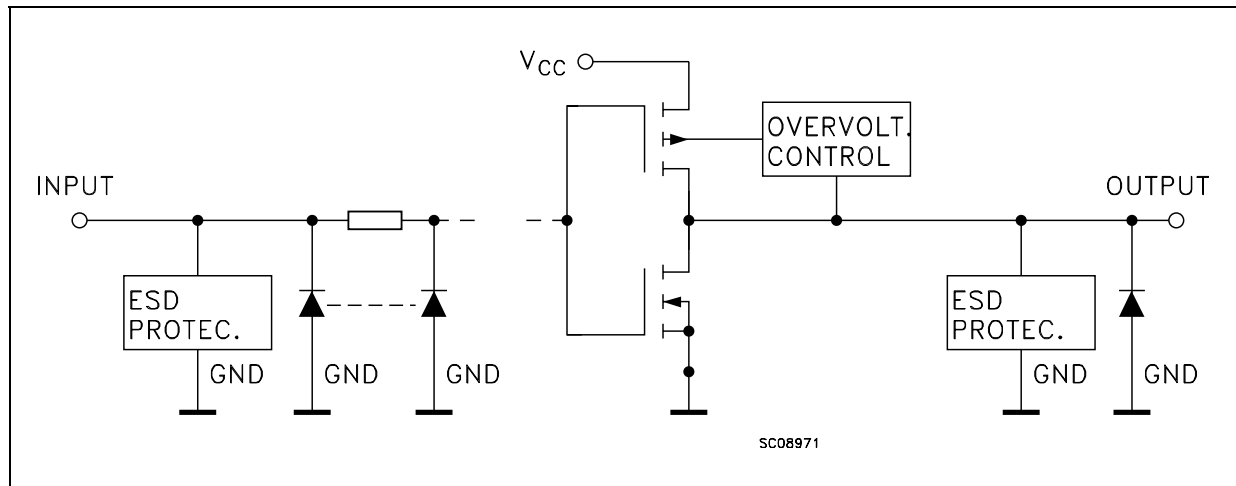 VCC
OVERVOLT.
CONTROL
INPUT
OUTPUT
ESD
PROTEC.
ESD
PROTEC.
GND
GND
GND
GND
GND
SC08971